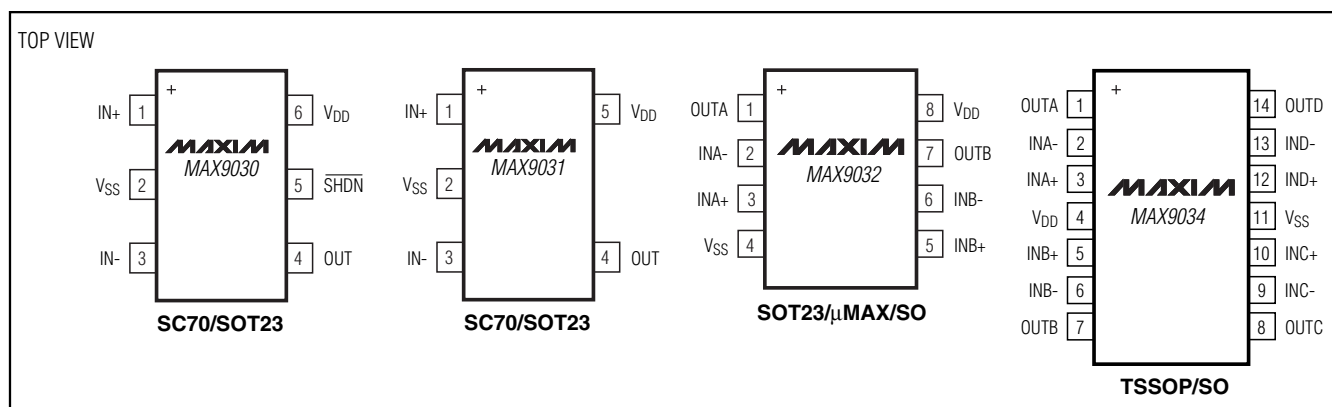 TOP VIEW
+
IN+ 1
6 VDD
MAXIM
MAX9030
VSS 2
5 SHDN
IN- 3
4 OUT
SC70/SOT23
+
IN+ 1
5 VDD
MAXIM
MAX9031
VSS 2
IN- 3
4 OUT
SC70/SOT23
+
OUTA 1
8 VDD
INA- 2
7 OUTB
MAXIM
MAX9032
INA+ 3
6 INB-
VSS 4
5 INB+
SOT23/μMAX/SO
+
OUTA 1
14 OUTD
INA- 2
13 IND-
INA+ 3
12 IND+
MAXIM
MAX9034
VDD 4
11 VSS
INB+ 5
10 INC+
INB- 6
9 INC-
OUTB 7
8 OUTC
TSSOP/SO